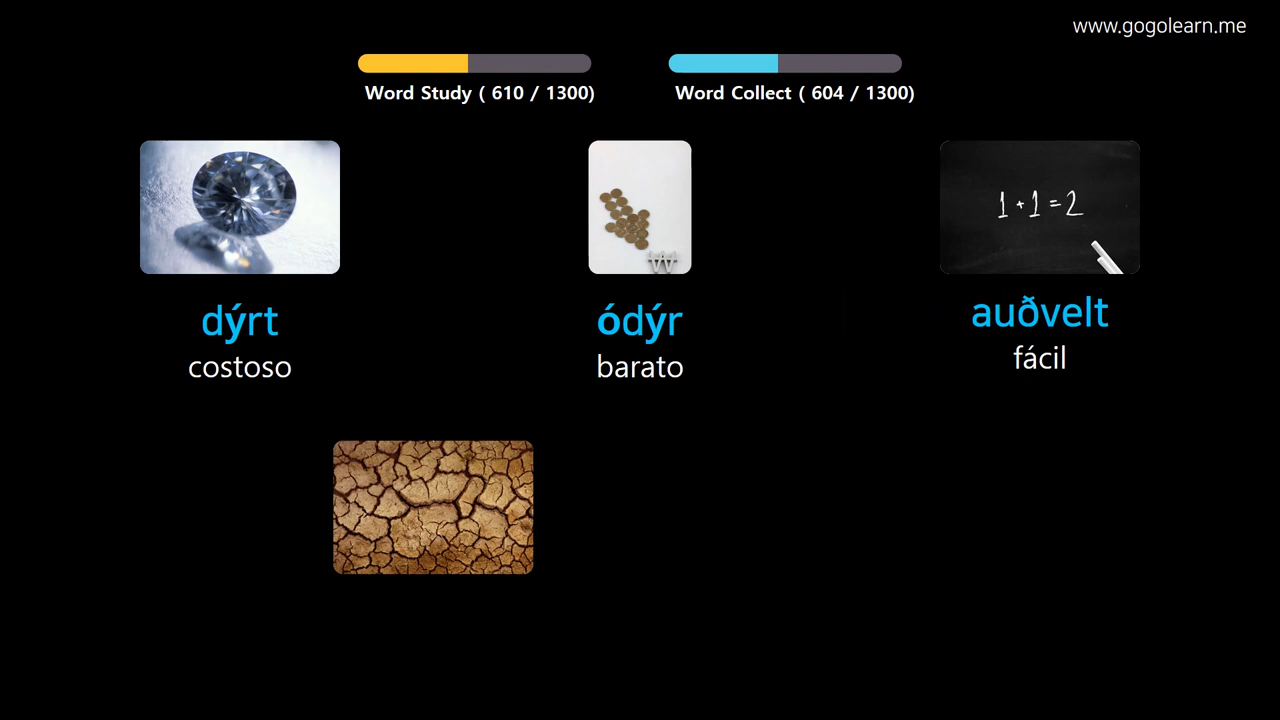 www.gogolearn.me
Word Study ( 610 / 1300)
Word Collect ( 604 / 1300)
1+1=2
₩
dýrt
ódýr
auðvelt
costoso
barato
fácil